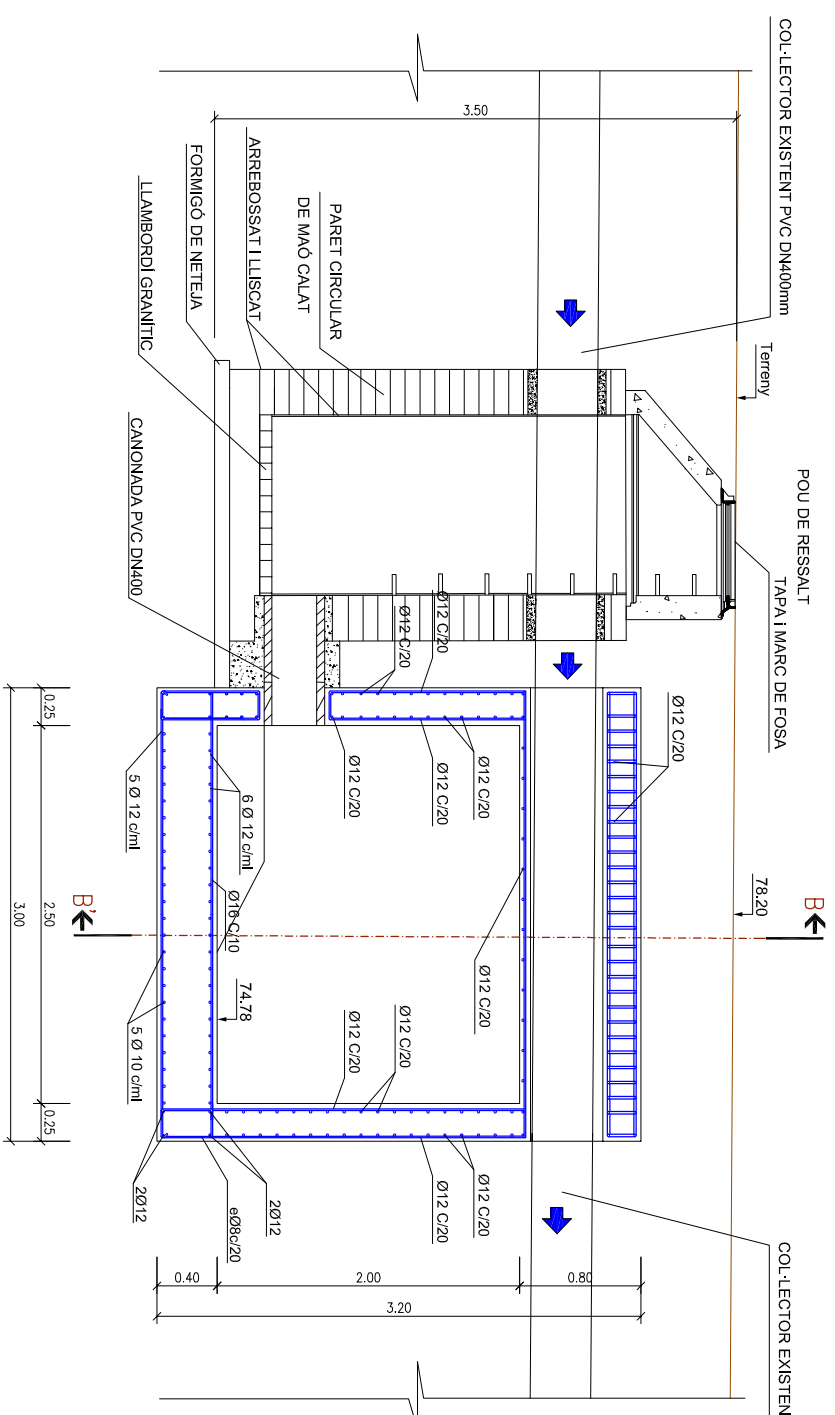 COL·LECTOR EXISTENT PVC DN400mm
Terreny
POU DE RESSALT
TAPA i MARC DE FOSA
78.20
B
COL·LECTOR EXISTEN
3.50
PARET CIRCULAR
DE MAÓ CALAT
ARREBOSSAT I LLISCAT
FORMIGÓ DE NETEJA
LLAMBORDÍ GRANÍTIC
CANONADA PVC DN400
Ø12 C/20
Ø12 C/20
Ø12 C/20
Ø12 C/20
Ø12 C/20
Ø12 C/20
Ø12 C/20
Ø12 C/20
Ø12 C/20
Ø12 C/20
Ø12 C/20
6 Ø 12 c/ml
Ø16 C/10
74.78
5 Ø 12 c/ml
5 Ø 10 c/ml
2Ø12
eØ8c/20
2Ø12
B'
0.25
2.50
0.25
3.00
0.40
2.00
0.80
3.20